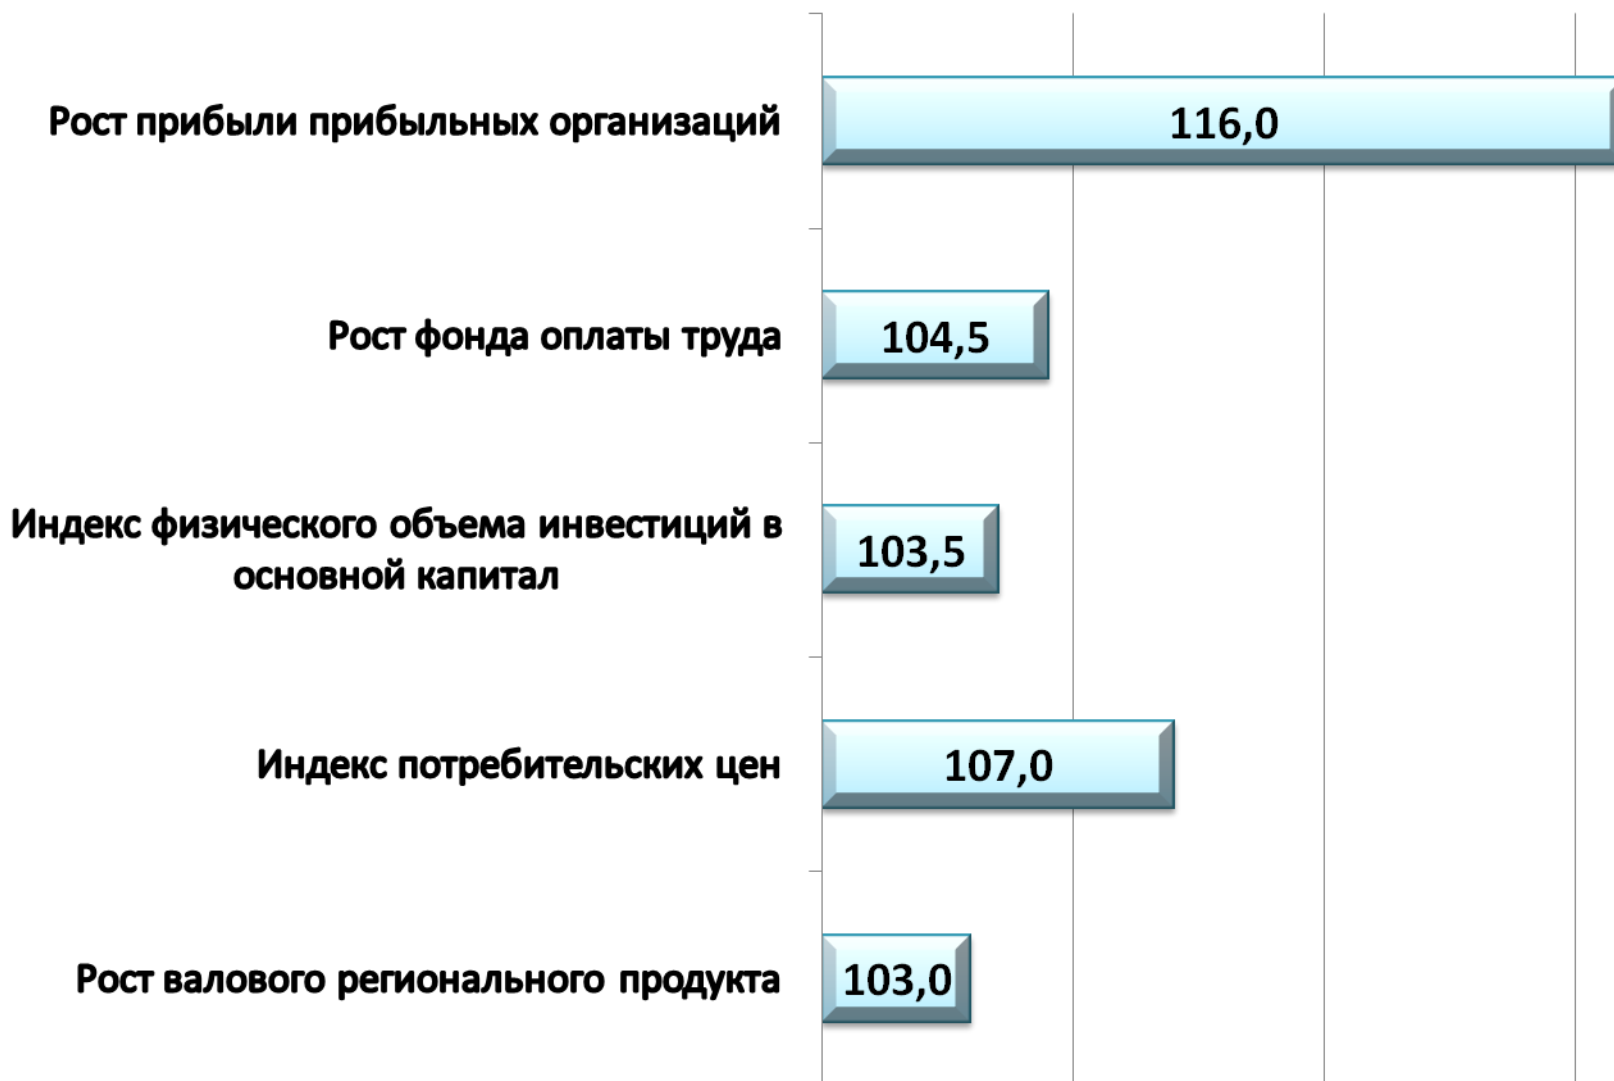 Рост прибыли прибыльных организаций
116,0
Рост фонда оплаты труда
104,5
Индекс физического объема инвестиций в
основной капитал
103,5
Индекс потребительских цен
107,0
Рост валового регионального продукта
103,0